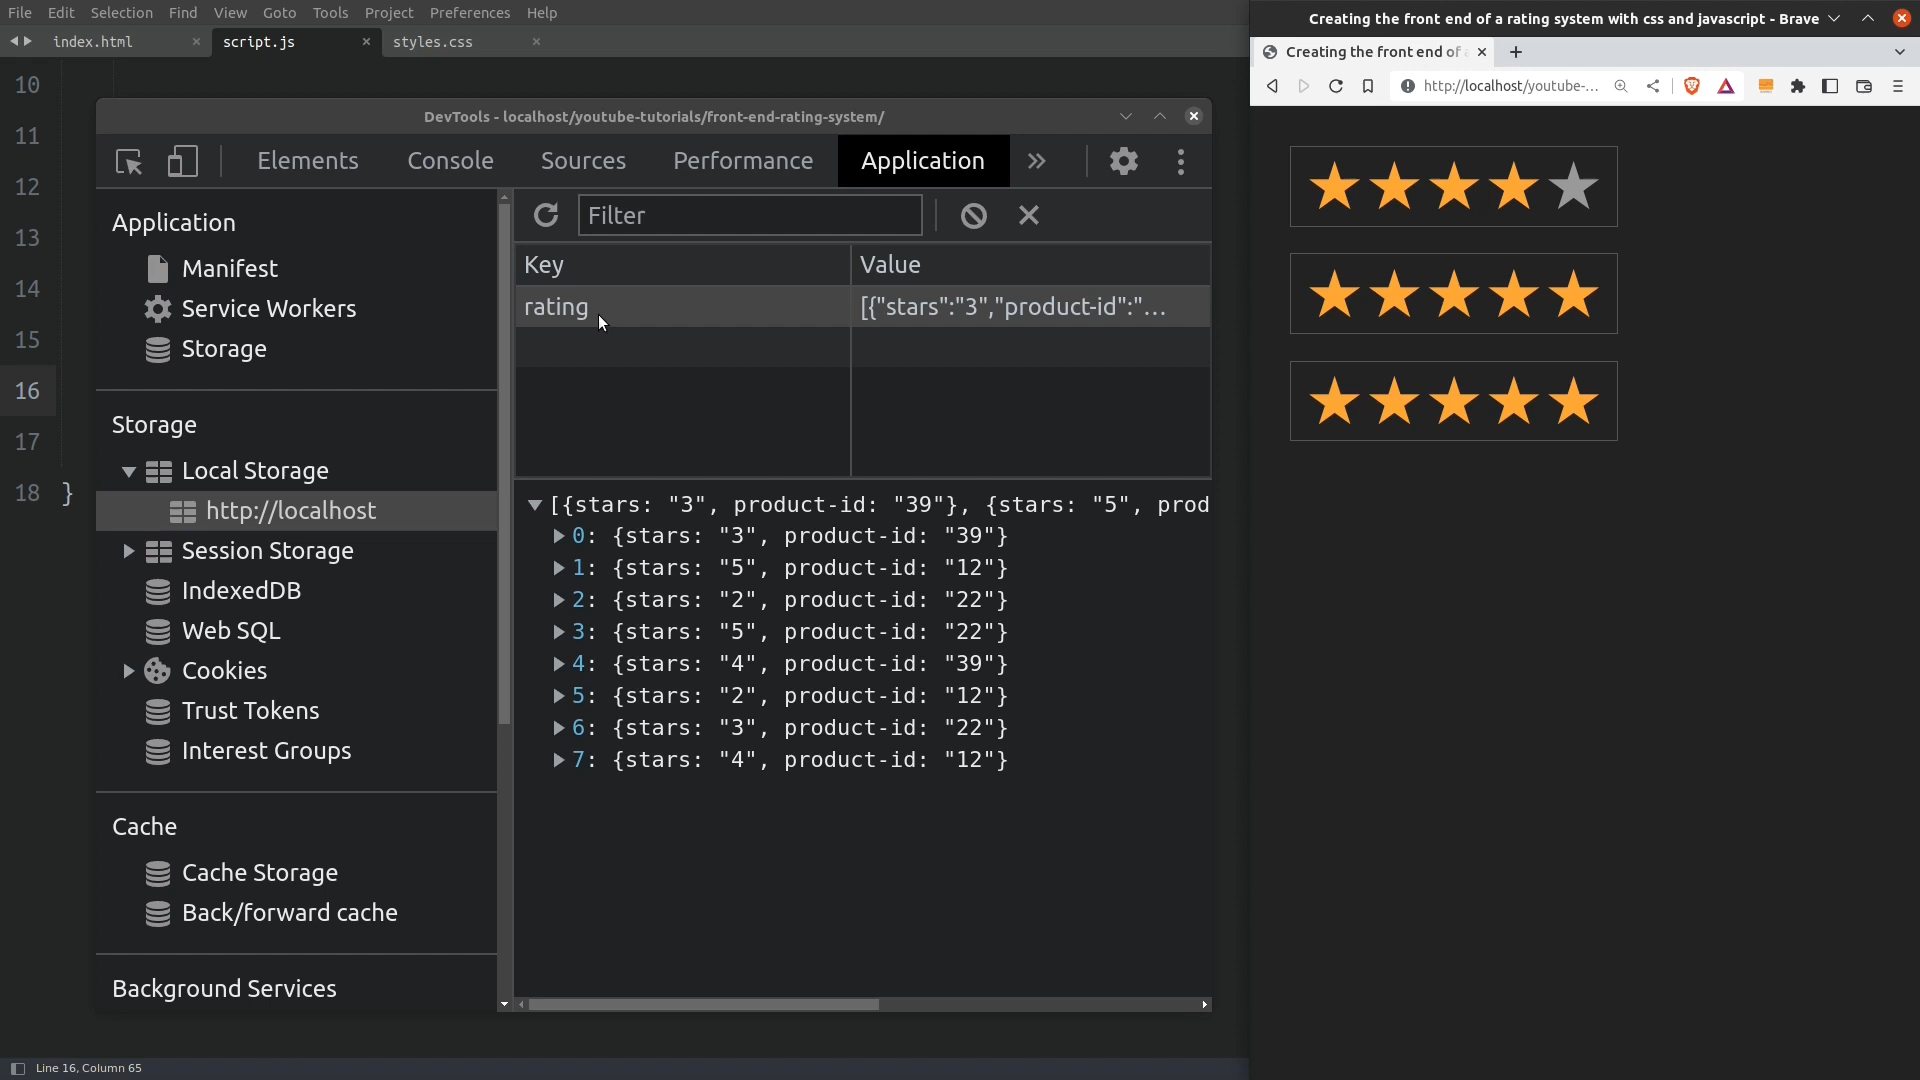 File Edit Selection Find View Goto Tools Project Preferences Help
index.html
script.js
styles.css
10
11
12
13
14
15
16
17
18 }
Line 16, Column 65
DevTools - localhost/youtube-tutorials/front-end-rating-system/
Elements Console Sources Performance Application
Application
Manifest
Service Workers
Storage
Storage
Local Storage
http://localhost
Session Storage
IndexedDB
Web SQL
Cookies
Trust Tokens
Interest Groups
Cache
Cache Storage
Back/forward cache
Background Services
Filter
Key Value
rating [{"stars":"3","product-id":"...
[{stars: "3", product-id: "39"}, {stars: "5", prod
0: {stars: "3", product-id: "39"}
1: {stars: "5", product-id: "12"}
2: {stars: "2", product-id: "22"}
3: {stars: "5", product-id: "22"}
4: {stars: "4", product-id: "39"}
5: {stars: "2", product-id: "12"}
6: {stars: "3", product-id: "22"}
7: {stars: "4", product-id: "12"}
Creating the front end of a rating system with css and javascript - Brave
Creating the front end of a
http://localhost/youtube-...